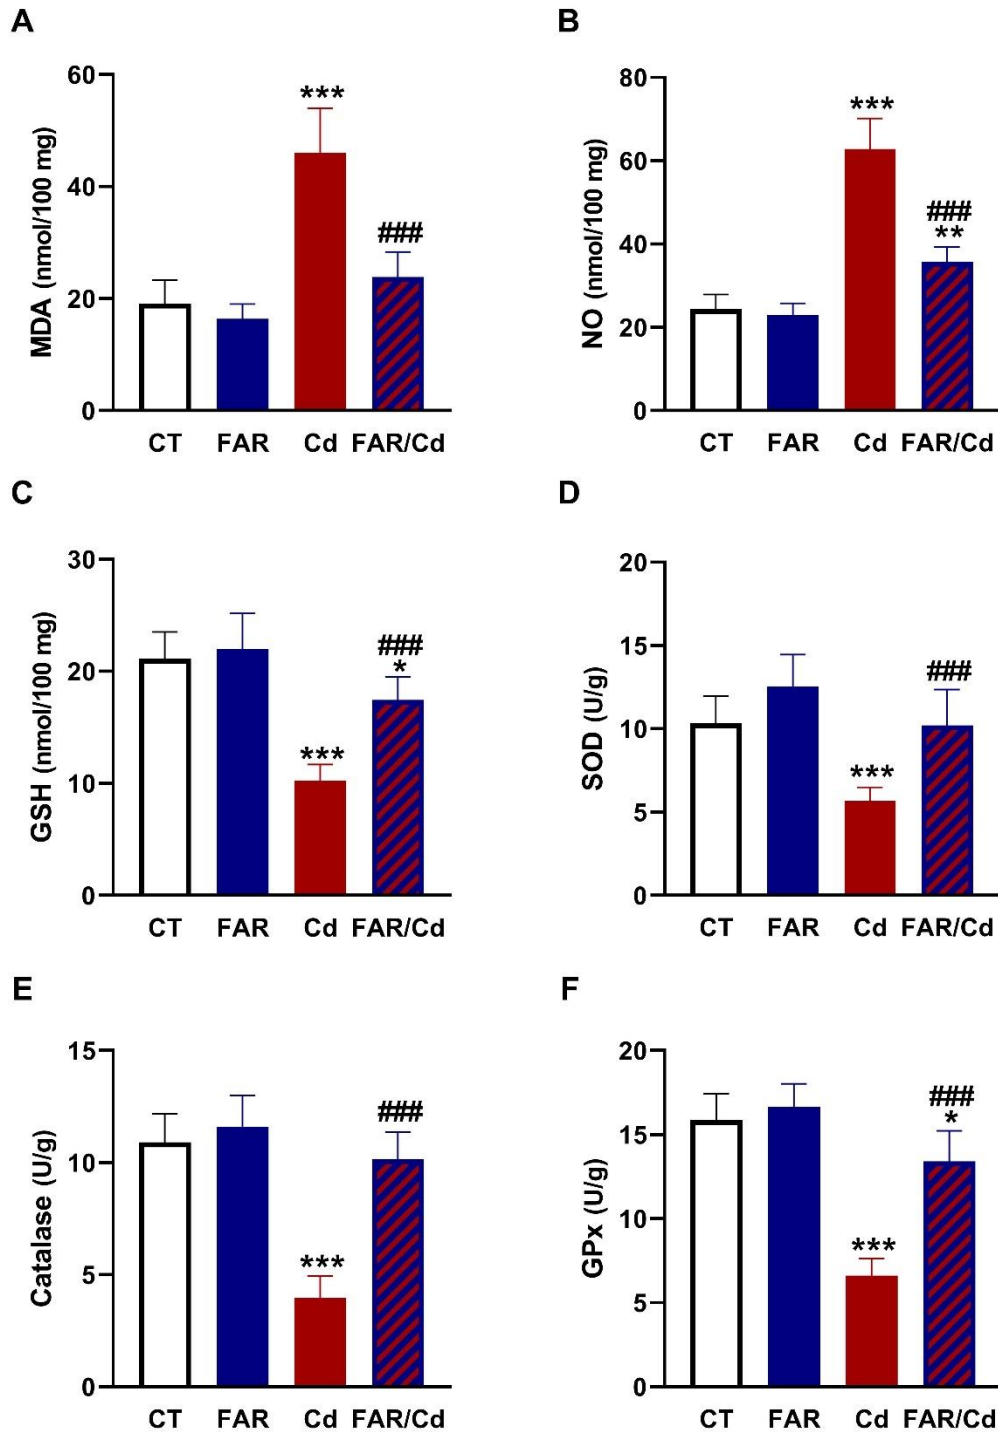 A
MDA (nmol/100 mg)
60
40
20
0
***
###
CT FAR Cd FAR/Cd
B
NO (nmol/100 mg)
80
60
40
20
0
***
###
**
CT FAR Cd FAR/Cd
C
GSH (nmol/100 mg)
30
20
10
0
***
###
*
CT FAR Cd FAR/Cd
D
SOD (U/g)
20
15
10
5
0
***
###
CT FAR Cd FAR/Cd
E
Catalase (U/g)
15
10
5
0
***
###
CT FAR Cd FAR/Cd
F
GPx (U/g)
20
15
10
5
0
***
###
*
CT FAR Cd FAR/Cd